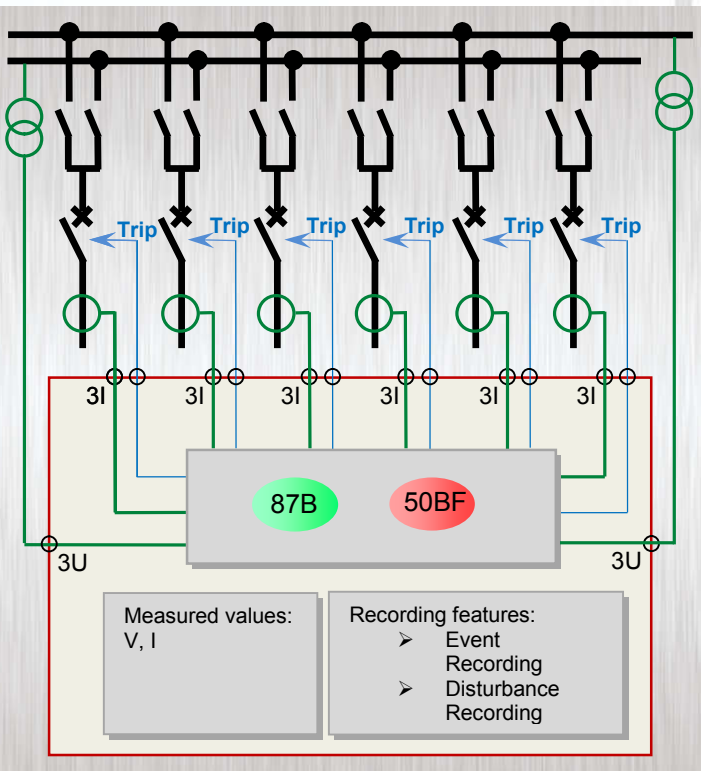 Trip Trip Trip Trip Trip Trip
3I 3I 3I 3I 3I 3I
87B 50BF
3U 3U
Measured values:
V, I
Recording features:
➢ Event
Recording
➢ Disturbance
Recording